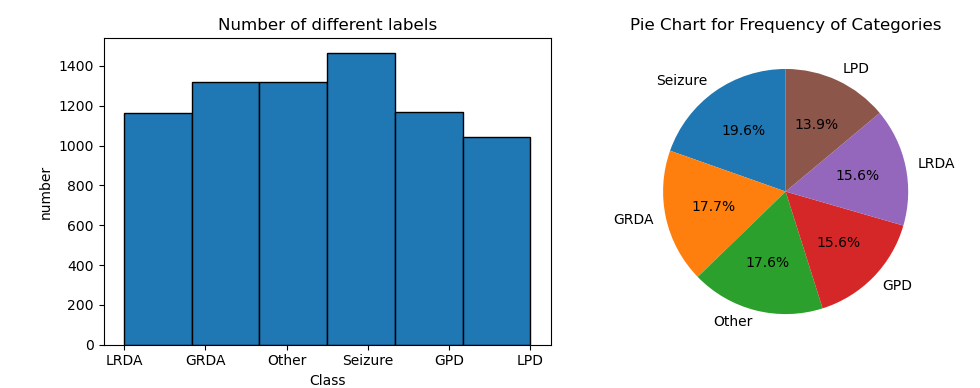 Number of different labels
1400
1200
1000
800
600
400
200
0
number
LRDA GRDA Other Seizure GPD LPD
Class
Pie Chart for Frequency of Categories
Seizure
19.6%
GRDA
17.7%
Other
17.6%
GPD
15.6%
LRDA
15.6%
LPD
13.9%